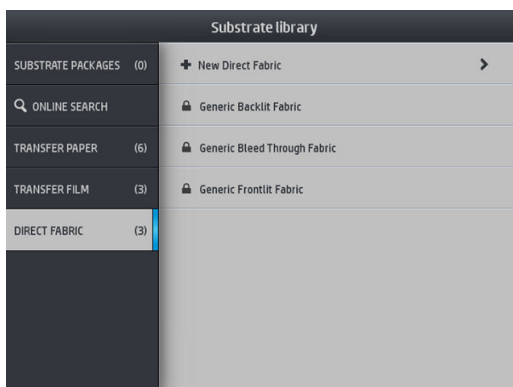 Substrate library
SUBSTRATE PACKAGES (0)
ONLINE SEARCH
TRANSFER PAPER (6)
TRANSFER FILM (3)
DIRECT FABRIC (3)
New Direct Fabric
Generic Backlit Fabric
Generic Bleed Through Fabric
Generic Frontlit Fabric